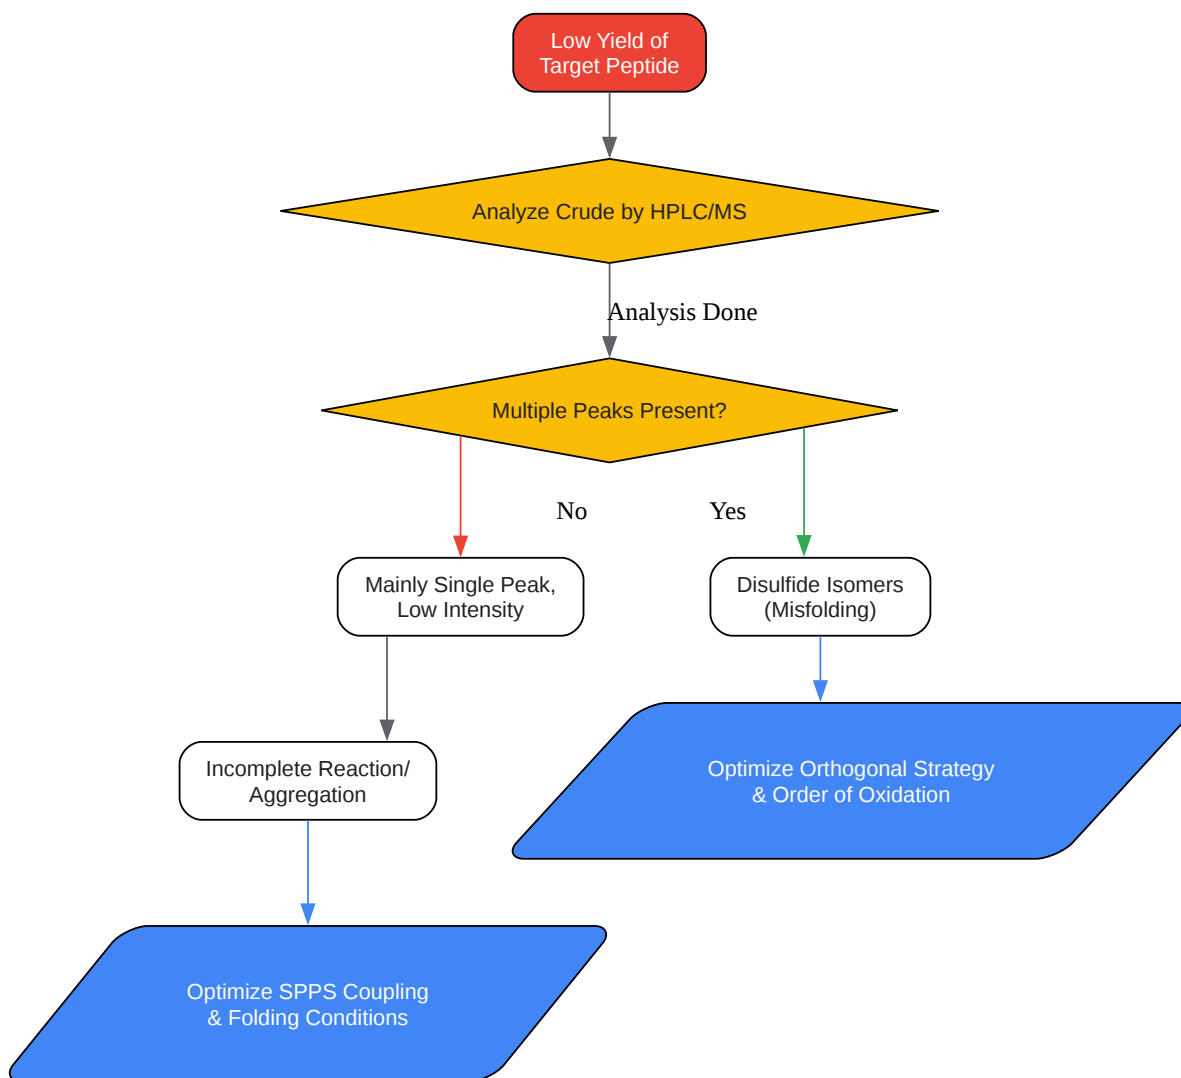 Low Yield of
Target Peptide
Analyze Crude by HPLC/MS
Analysis Done
Multiple Peaks Present?
No
Yes
Mainly Single Peak,
Low Intensity
Disulfide Isomers
(Misfolding)
Incomplete Reaction/
Aggregation
Optimize Orthogonal Strategy
& Order of Oxidation
Optimize SPPS Coupling
& Folding Conditions